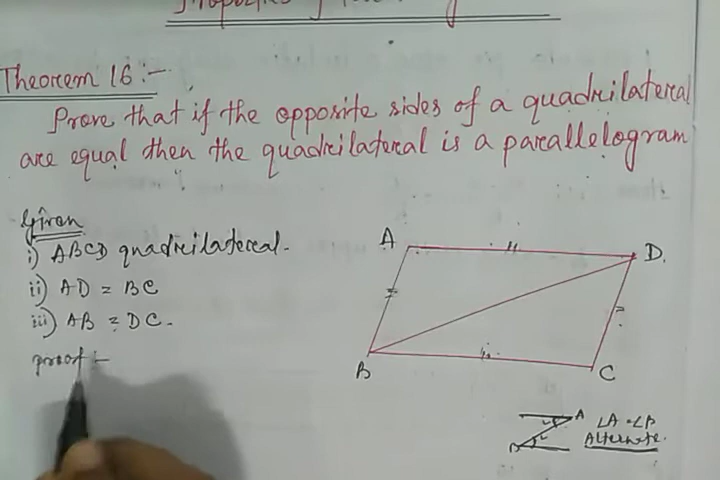 Theorem 16:-
Prove that if the opposite sides of a quadrilateral
are equal then the quadrilateral is a parallelogram
Given
i) ABCD quadrilateral.
ii) AD = BC
iii) AB = DC.
proof :-
A
D.
B
C
A
∠A = ∠B
Alternate.